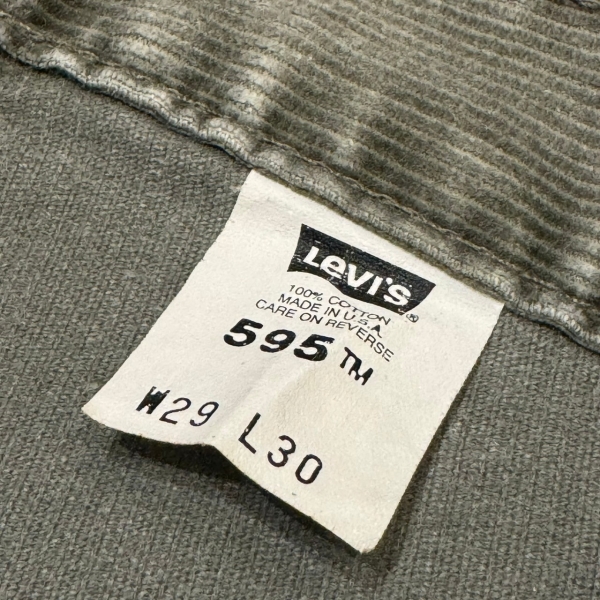 Levi's ®
100% COTTON
MADE IN U.S.A
CARE ON REVERSE
595™
W29 L30